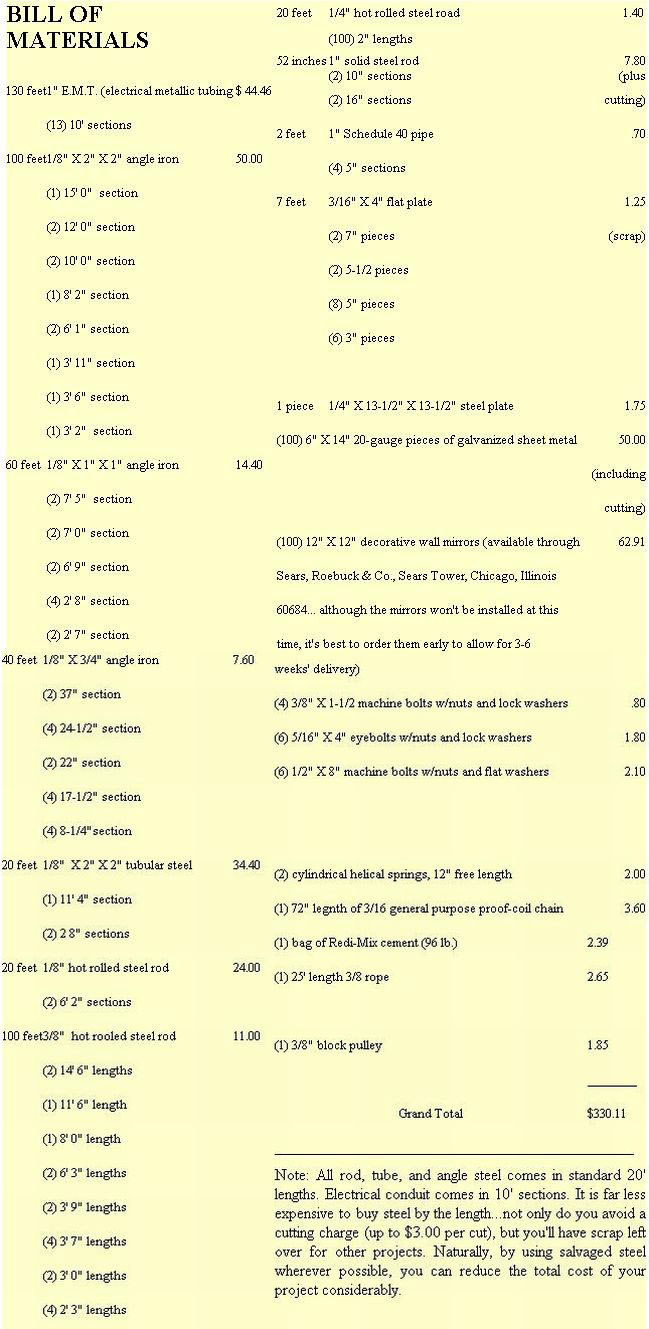 BILL OF
MATERIALS
130 feet1" E.M.T. (electrical metallic tubing $ 44.46
(13) 10' sections
100 feet1/8" X 2" X 2" angle iron 50.00
(1) 15' 0" section
(2) 12' 0" section
(2) 10' 0" section
(1) 8' 2" section
(2) 6' 1" section
(1) 3' 11" section
(1) 3' 6" section
(1) 3' 2" section
60 feet 1/8" X 1" X 1" angle iron 14.40
(2) 7' 5" section
(2) 7' 0" section
(2) 6' 9" section
(4) 2' 8" section
(2) 2' 7" section
40 feet 1/8" X 3/4" angle iron 7.60
(2) 37" section
(4) 24-1/2" section
(2) 22" section
(4) 17-1/2" section
(4) 8-1/4"section
20 feet 1/8" X 2" X 2" tubular steel 34.40
(1) 11' 4" section
(2) 2 8" sections
20 feet 1/8" hot rolled steel rod 24.00
(2) 6' 2" sections
100 feet3/8" hot rooled steel rod 11.00
(2) 14' 6" lengths
(1) 11' 6" length
(1) 8' 0" length
(2) 6' 3" lengths
(2) 3' 9" lengths
(4) 3' 7" lengths
(2) 3' 0" lengths
(4) 2' 3" lengths
20 feet 1/4" hot rolled steel road 1.40
(100) 2" lengths
52 inches 1" solid steel rod 7.80
(2) 10" sections (plus
(2) 16" sections cutting)
2 feet 1" Schedule 40 pipe .70
(4) 5" sections
7 feet 3/16" X 4" flat plate 1.25
(2) 7" pieces (scrap)
(2) 5-1/2 pieces
(8) 5" pieces
(6) 3" pieces
1 piece 1/4" X 13-1/2" X 13-1/2" steel plate 1.75
(100) 6" X 14" 20-gauge pieces of galvanized sheet metal 50.00
(including
cutting)
(100) 12" X 12" decorative wall mirrors (available through 62.91
Sears, Roebuck & Co., Sears Tower, Chicago, Illinois
60684... although the mirrors won't be installed at this
time, it's best to order them early to allow for 3-6
weeks' delivery)
(4) 3/8" X 1-1/2 machine bolts w/nuts and lock washers .80
(6) 5/16" X 4" eyebolts w/nuts and lock washers 1.80
(6) 1/2" X 8" machine bolts w/nuts and flat washers 2.10
(2) cylindrical helical springs, 12" free length 2.00
(1) 72" legnth of 3/16 general purpose proof-coil chain 3.60
(1) bag of Redi-Mix cement (96 lb.) 2.39
(1) 25' length 3/8 rope 2.65
(1) 3/8" block pulley 1.85
Grand Total $330.11
Note: All rod, tube, and angle steel comes in standard 20'
lengths. Electrical conduit comes in 10' sections. It is far less
expensive to buy steel by the length...not only do you avoid a
cutting charge (up to $3.00 per cut), but you'll have scrap left
over for other projects. Naturally, by using salvaged steel
wherever possible, you can reduce the total cost of your
project considerably.